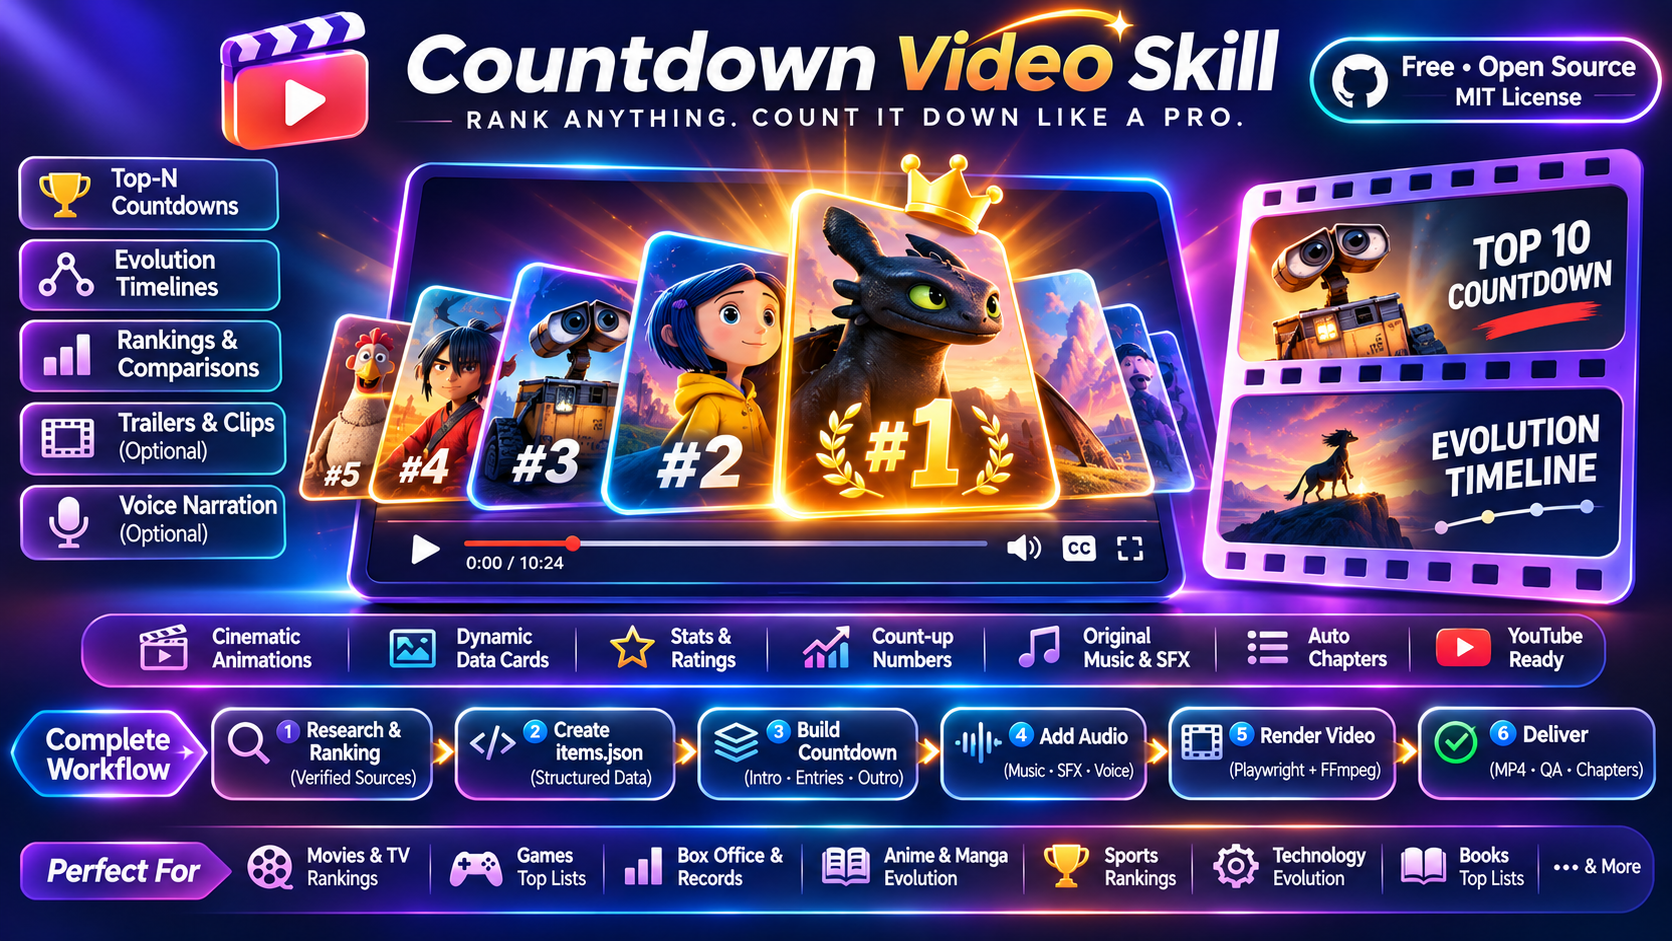 Countdown Video Skill
RANK ANYTHING. COUNT IT DOWN LIKE A PRO.
Free • Open Source
MIT License
Top-N
Countdowns
Evolution
Timelines
Rankings &
Comparisons
Trailers & Clips
(Optional)
Voice Narration
(Optional)
#5
#4
#3
#2
#1
0:00 / 10:24
CC
TOP 10
COUNTDOWN
EVOLUTION
TIMELINE
Cinematic
Animations
Dynamic
Data Cards
Stats &
Ratings
Count-up
Numbers
Original
Music & SFX
Auto
Chapters
YouTube
Ready
Complete
Workflow
1 Research &
Ranking
(Verified Sources)
2 Create
items.json
(Structured Data)
3 Build
Countdown
(Intro • Entries • Outro)
4 Add Audio
(Music • SFX • Voice)
5 Render Video
(Playwright + FFmpeg)
6 Deliver
(MP4 • QA • Chapters)
Perfect For
Movies & TV
Rankings
Games
Top Lists
Box Office &
Records
Anime & Manga
Evolution
Sports
Rankings
Technology
Evolution
Books
Top Lists
••• & More